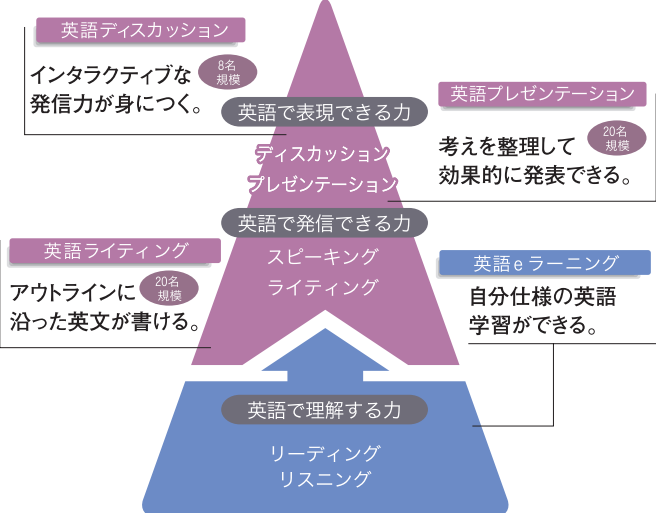 英語ディスカッション
インタラクティブな
発信力が身につく。
8名
規模
英語で表現できる力
ディスカッション
プレゼンテーション
英語プレゼンテーション
考えを整理して
効果的に発表できる。
20名
規模
英語で発信できる力
スピーキング
ライティング
英語ライティング
アウトラインに
沿った英文が書ける。
20名
規模
英語eラーニング
自分仕様の英語
学習ができる。
英語で理解する力
リーディング
リスニング